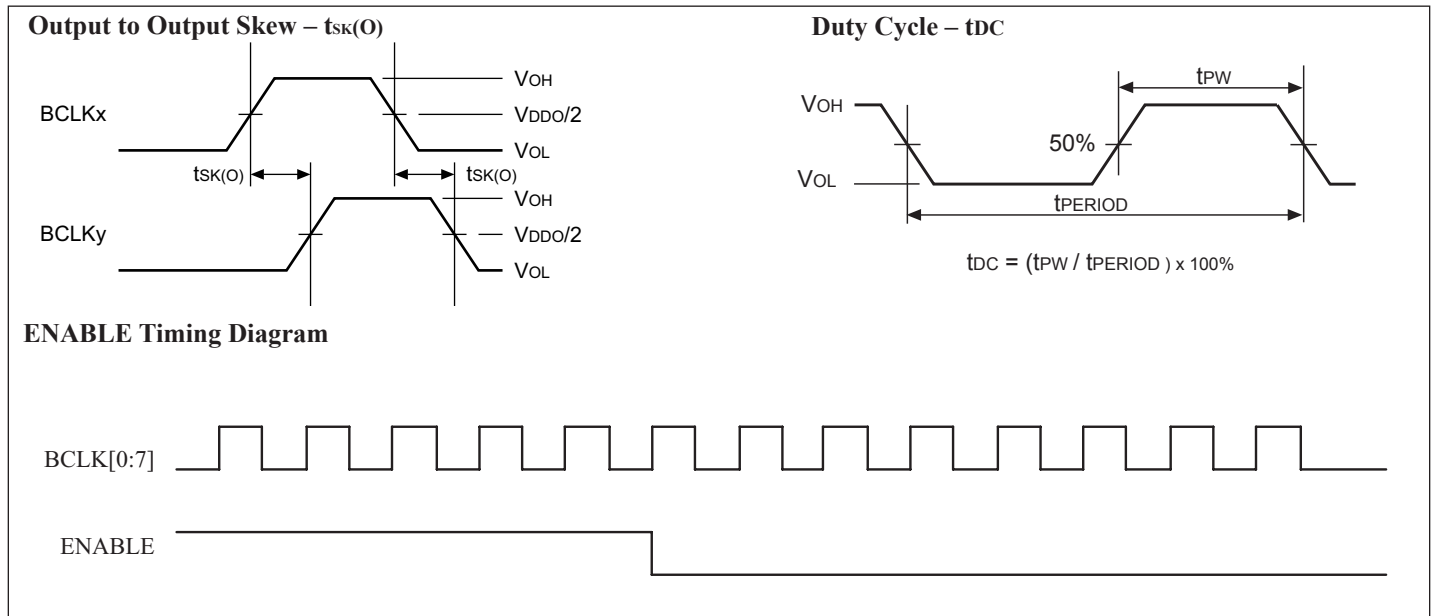 Output to Output Skew – tSK(O)
BCLKx
VOH
VDDO/2
VOL
tSK(O)
tSK(O)
BCLKy
VOH
VDDO/2
VOL
Duty Cycle – tDC
tPW
VOH
50%
VOL
tPERIOD
tDC = (tPW / tPERIOD ) x 100%
ENABLE Timing Diagram
BCLK[0:7]
ENABLE